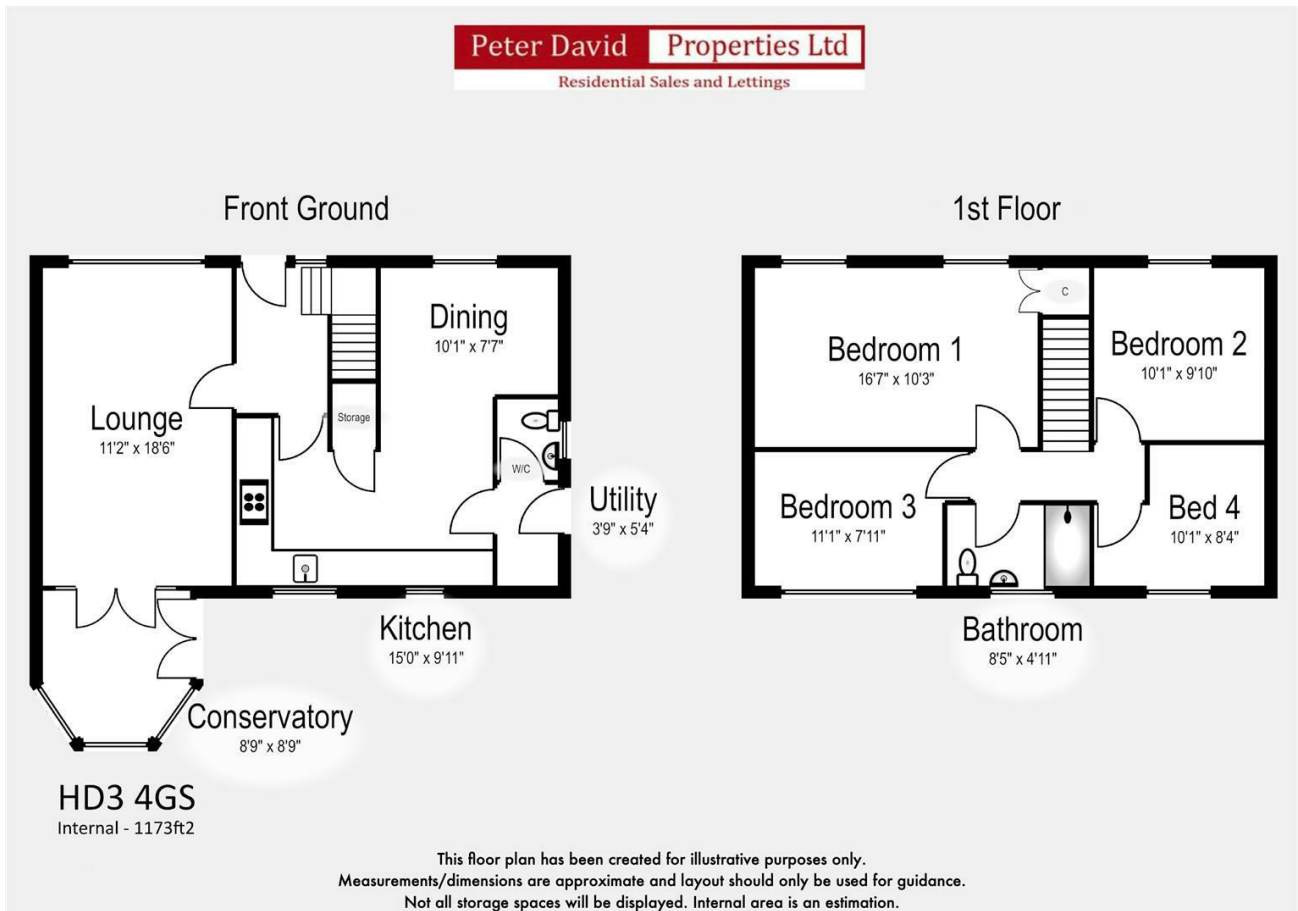 Peter David Properties Ltd
Residential Sales and Lettings
Front Ground
1st Floor
Lounge
11'2" x 18'6"
Dining
10'1" x 7'7"
Storage
W/C
Utility
3'9" x 5'4"
Kitchen
15'0" x 9'11"
Conservatory
8'9" x 8'9"
Bedroom 1
16'7" x 10'3"
C
Bedroom 2
10'1" x 9'10"
Bedroom 3
11'1" x 7'11"
Bed 4
10'1" x 8'4"
Bathroom
8'5" x 4'11"
HD3 4GS
Internal - 1173ft2
This floor plan has been created for illustrative purposes only.
Measurements/dimensions are approximate and layout should only be used for guidance.
Not all storage spaces will be displayed. Internal area is an estimation.